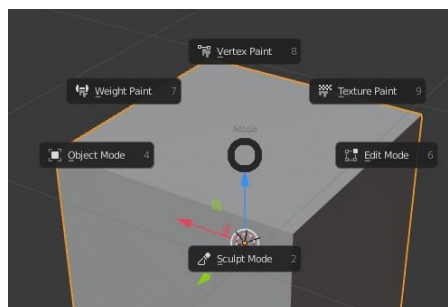 Vertex Paint 8
Weight Paint 7
Texture Paint 9
Mode
Object Mode 4
Edit Mode 6
Sculpt Mode 2